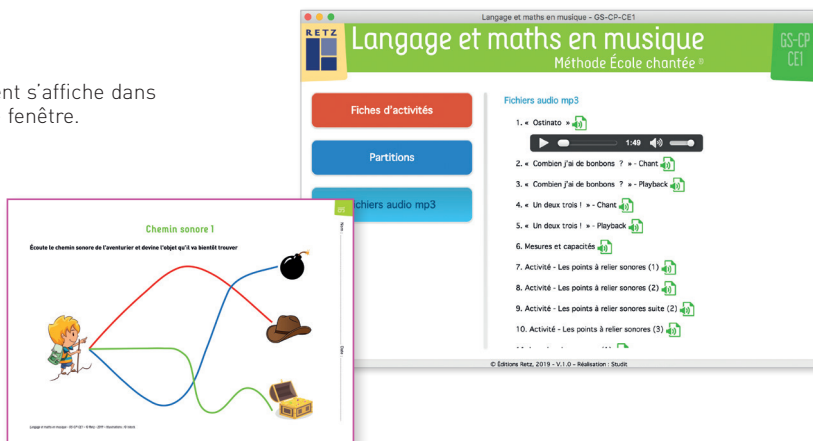 ent s'affiche dans
fenêtre.
Langage et maths en musique - GS-CP-CE1
RETZ
Langage et maths en musique
Méthode École chantée ®
GS-CP
CE1
Fiches d'activités
Partitions
chiers audio mp3
Fichiers audio mp3
1. « Ostinato »
1:49
2. « Combien j'ai de bonbons ? » - Chant
3. « Combien j'ai de bonbons ? » - Playback
4. « Un deux trois ! » - Chant
5. « Un deux trois ! » - Playback
6. Mesures et capacités
7. Activité - Les points à relier sonores (1)
8. Activité - Les points à relier sonores (2)
9. Activité - Les points à relier sonores suite (2)
10. Activité - Les points à relier sonores (3)
© Éditions Retz, 2019 - V.1.0 - Réalisation : Studit
Chemin sonore 1
Écoute le chemin sonore de l'aventurier et devine l'objet qu'il va bientôt trouver
Date